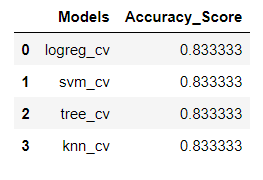 Models Accuracy_Score
0 logreg_cv 0.833333
1 svm_cv 0.833333
2 tree_cv 0.833333
3 knn_cv 0.833333